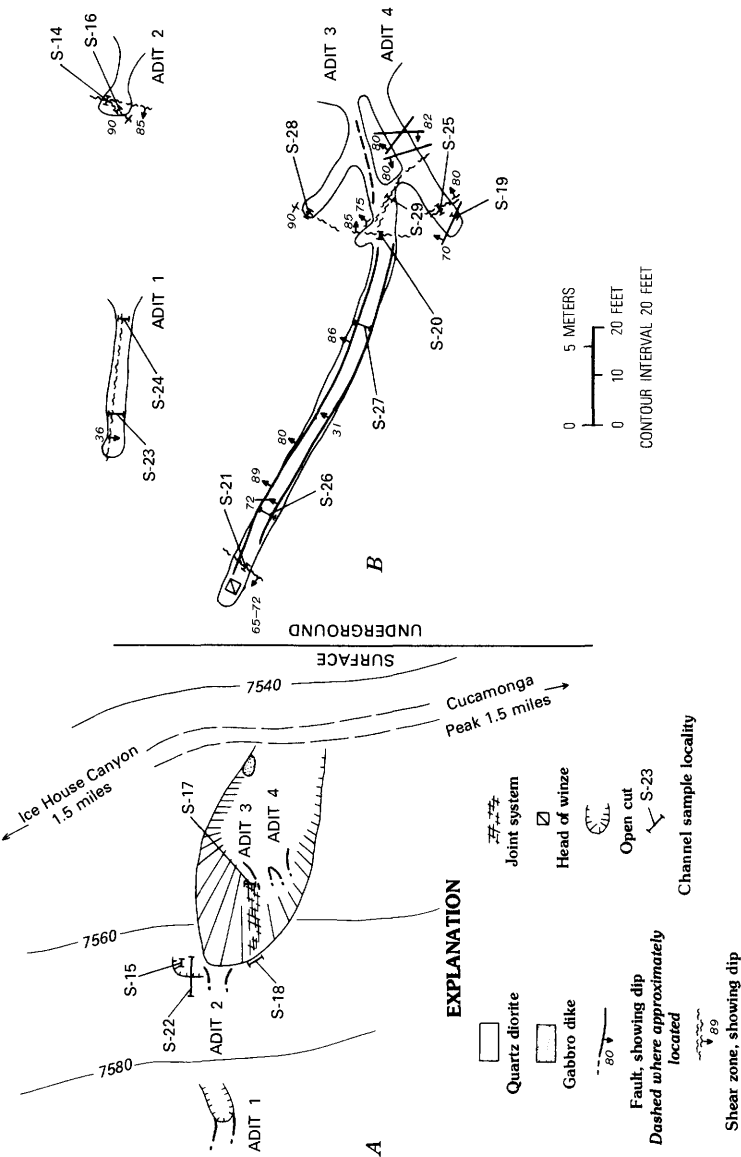 Ice House Canyon
1.5 miles
Cucamonga
Peak 1.5 miles
7540
7560
7580
S-17
ADIT 3
ADIT 4
S-15
S-22
ADIT 2
S-18
ADIT 1
A
SURFACE
UNDERGROUND
S-14
S-16
90
85
ADIT 2
36
S-23
S-24
ADIT 1
S-28
ADIT 3
ADIT 4
90
85
75
80
80
82
S-25
80
S-29
S-19
70
S-20
86
S-27
31
80
89
72
S-21
S-26
65-72
B
0 5 METERS
0 10 20 FEET
CONTOUR INTERVAL 20 FEET
EXPLANATION
Quartz diorite
Gabbro dike
80
Fault, showing dip
Dashed where approximately
located
89
Shear zone, showing dip
Joint system
Head of winze
Open cut
S-23
Channel sample locality